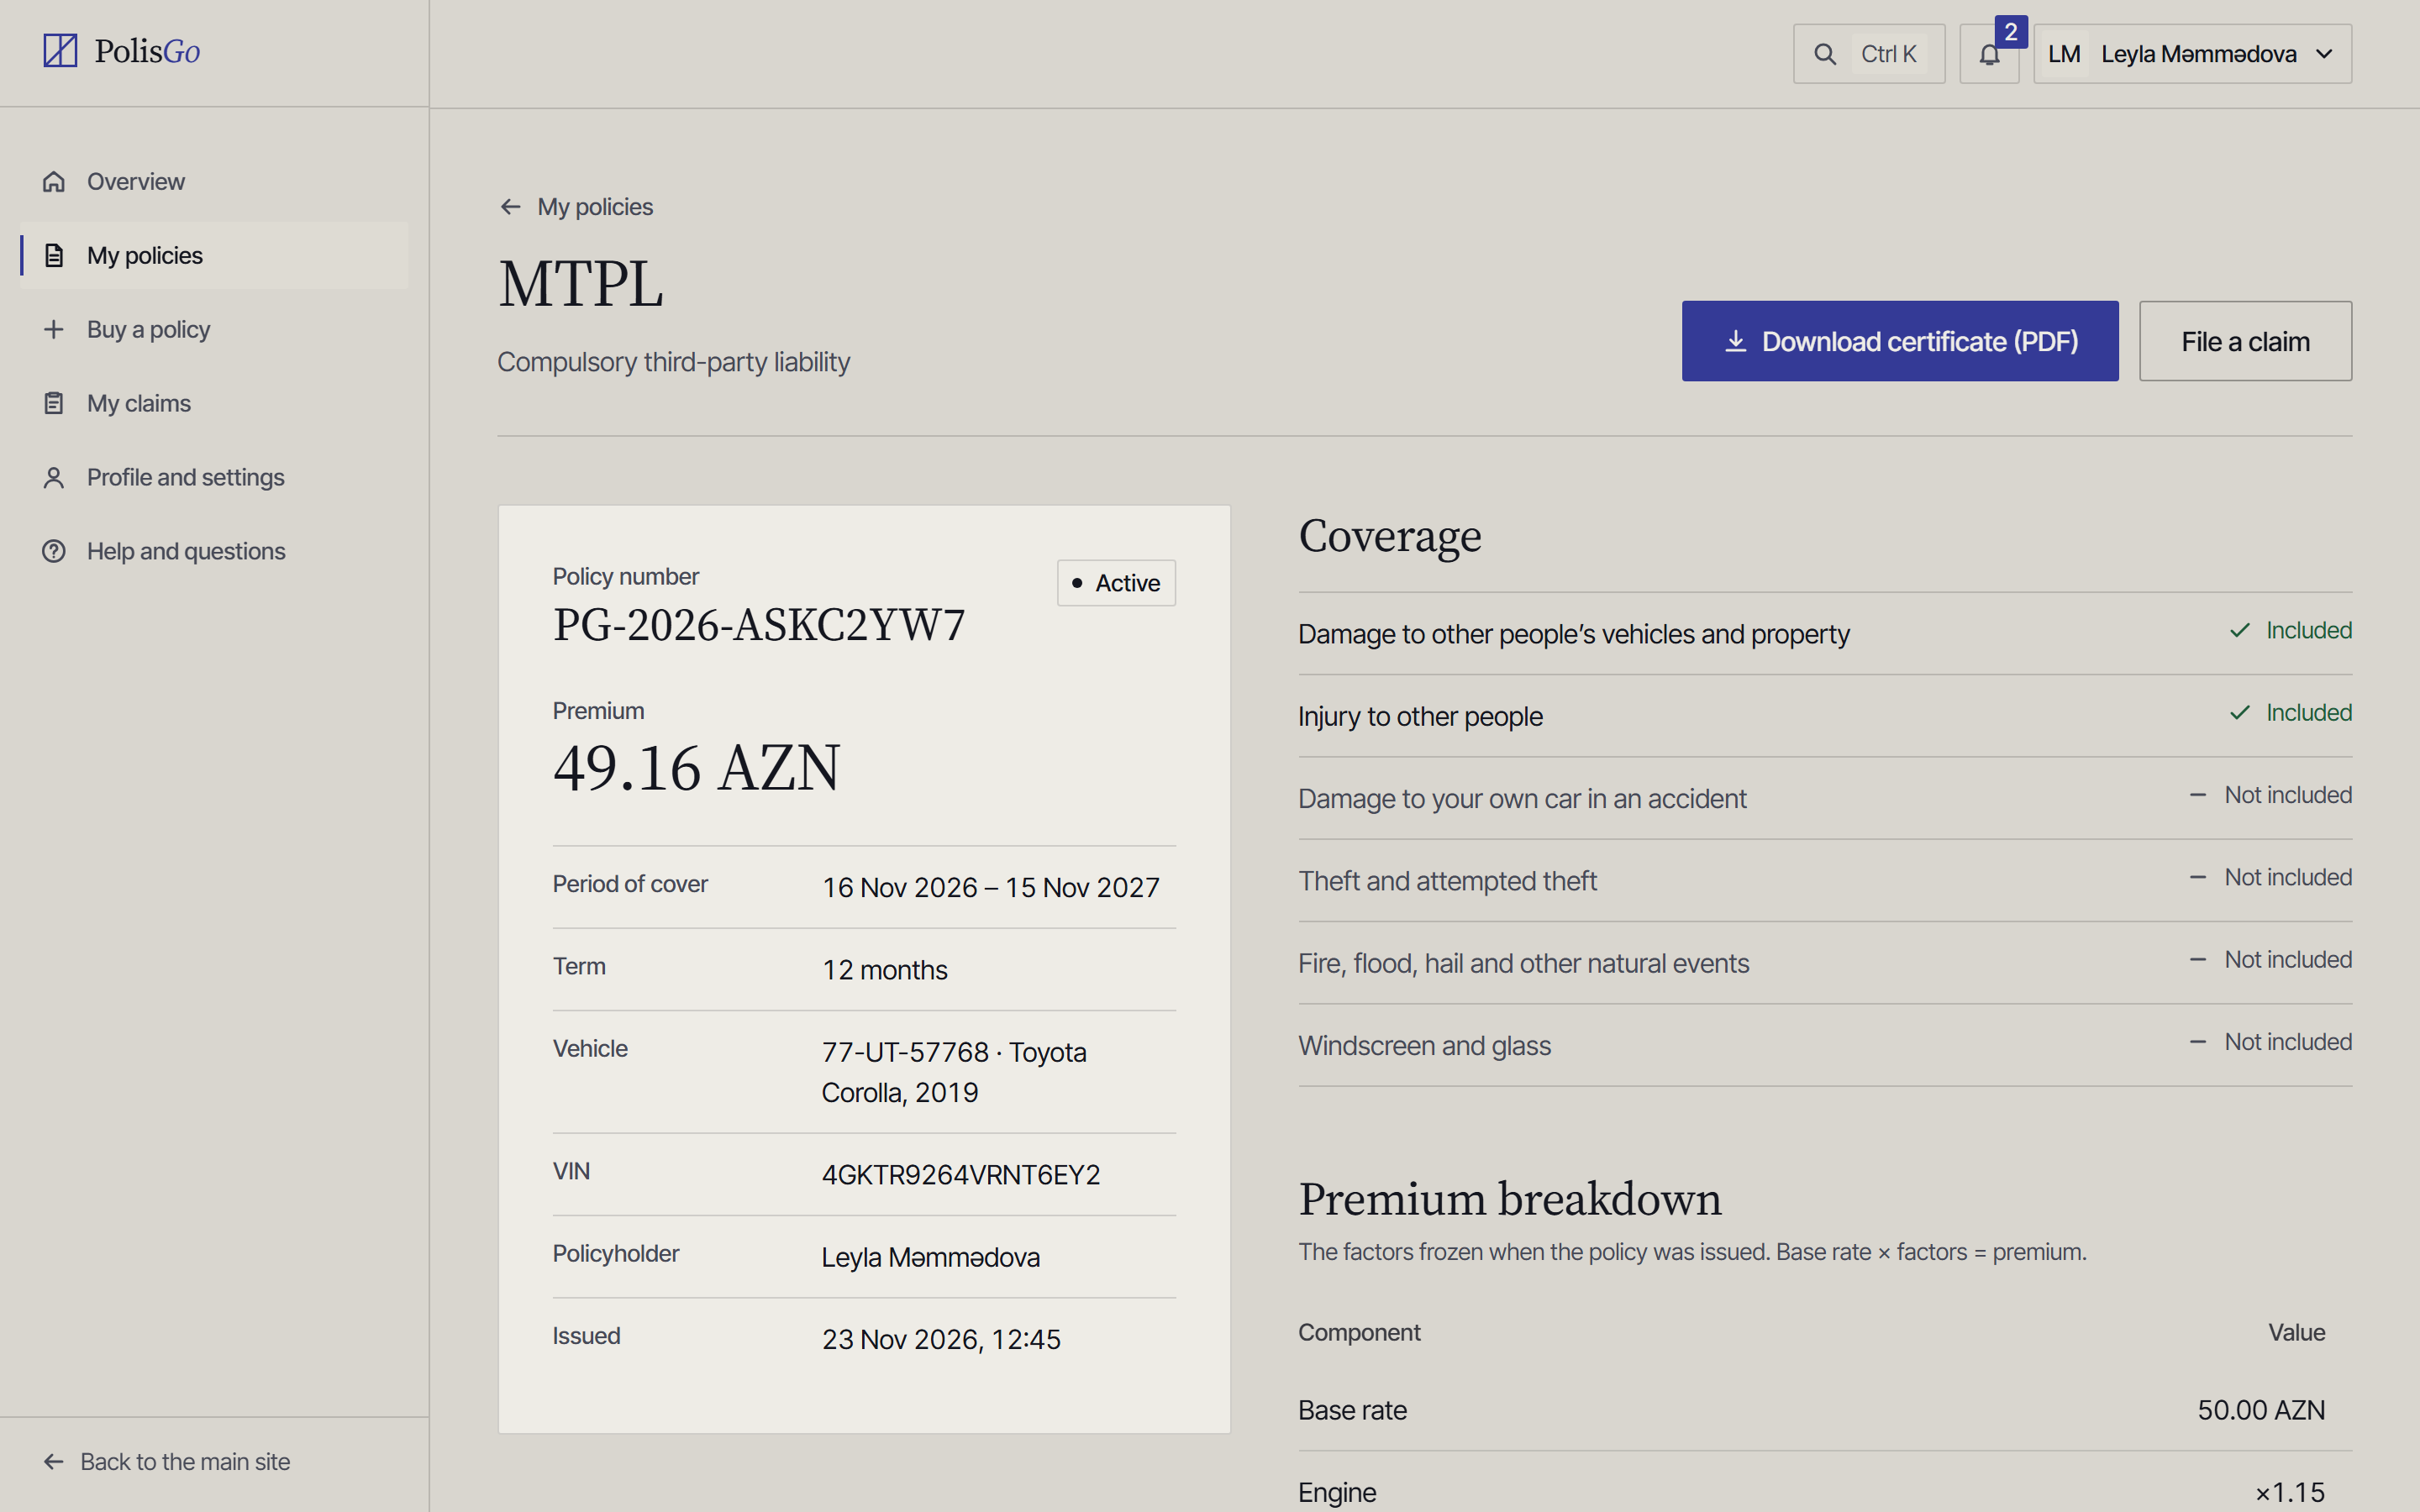 PolisGo
Ctrl K
2
LM Leyla Məmmədova
Overview
My policies
Buy a policy
My claims
Profile and settings
Help and questions
Back to the main site
My policies
MTPL
Compulsory third-party liability
Download certificate (PDF)
File a claim
Policy number
PG-2026-ASKC2YW7
Active
Premium
49.16 AZN
Period of cover 16 Nov 2026 – 15 Nov 2027
Term 12 months
Vehicle 77-UT-57768 · Toyota
Corolla, 2019
VIN 4GKTR9264VRNT6EY2
Policyholder Leyla Məmmədova
Issued 23 Nov 2026, 12:45
Coverage
Damage to other people’s vehicles and property Included
Injury to other people Included
Damage to your own car in an accident Not included
Theft and attempted theft Not included
Fire, flood, hail and other natural events Not included
Windscreen and glass Not included
Premium breakdown
The factors frozen when the policy was issued. Base rate × factors = premium.
Component Value
Base rate 50.00 AZN
Engine ×1.15